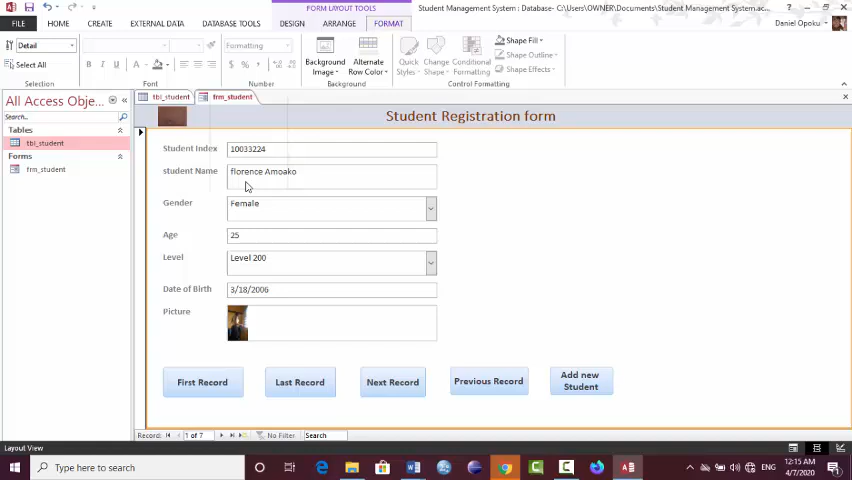 FORM LAYOUT TOOLS
Student Management System : Database- C:\Users\OWNER\Documents\Student Management System.ac...
FILE HOME CREATE EXTERNAL DATA DATABASE TOOLS DESIGN ARRANGE FORMAT
Daniel Opoku
Detail
Select All
Selection
B I U
Font
Formatting
$ % ,
Number
Background Image
Alternate Row Color
Background
Quick Styles
Change Shape
Conditional Formatting
Shape Fill
Shape Outline
Shape Effects
Control Formatting
All Access Obje...
Search...
Tables
tbl_student
Forms
frm_student
tbl_student
frm_student
Student Registration form
Student Index 10033224
student Name florence Amoako
Gender Female
Age 25
Level Level 200
Date of Birth 3/18/2006
Picture
First Record
Last Record
Next Record
Previous Record
Add new
Student
Record: 1 of 7 No Filter Search
Layout View
Type here to search
ENG
12:15 AM
4/7/2020